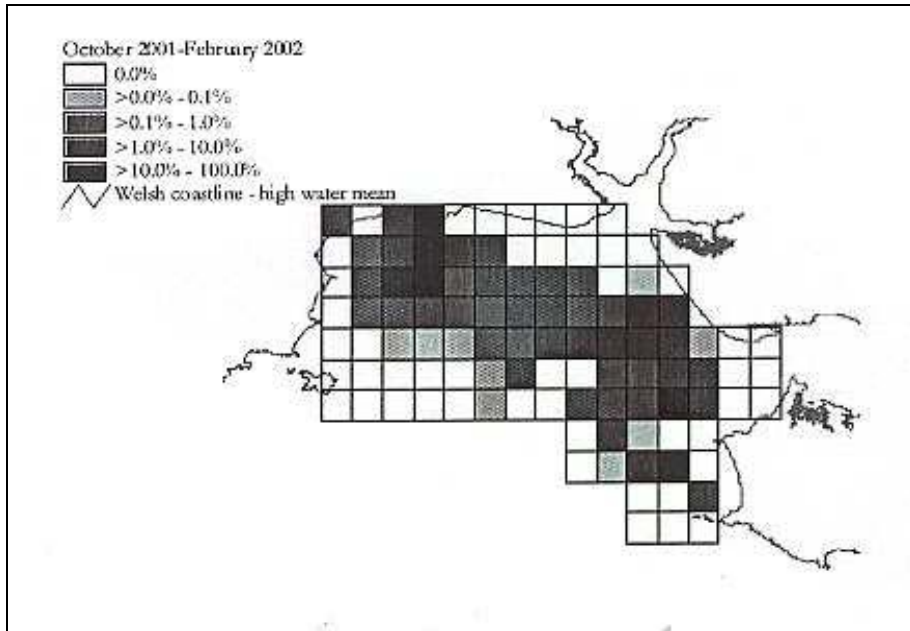 October 2001-February 2002
0.0%
>0.0% - 0.1%
>0.1% - 1.0%
>1.0% - 10.0%
>10.0% - 100.0%
Welsh coastline - high water mean